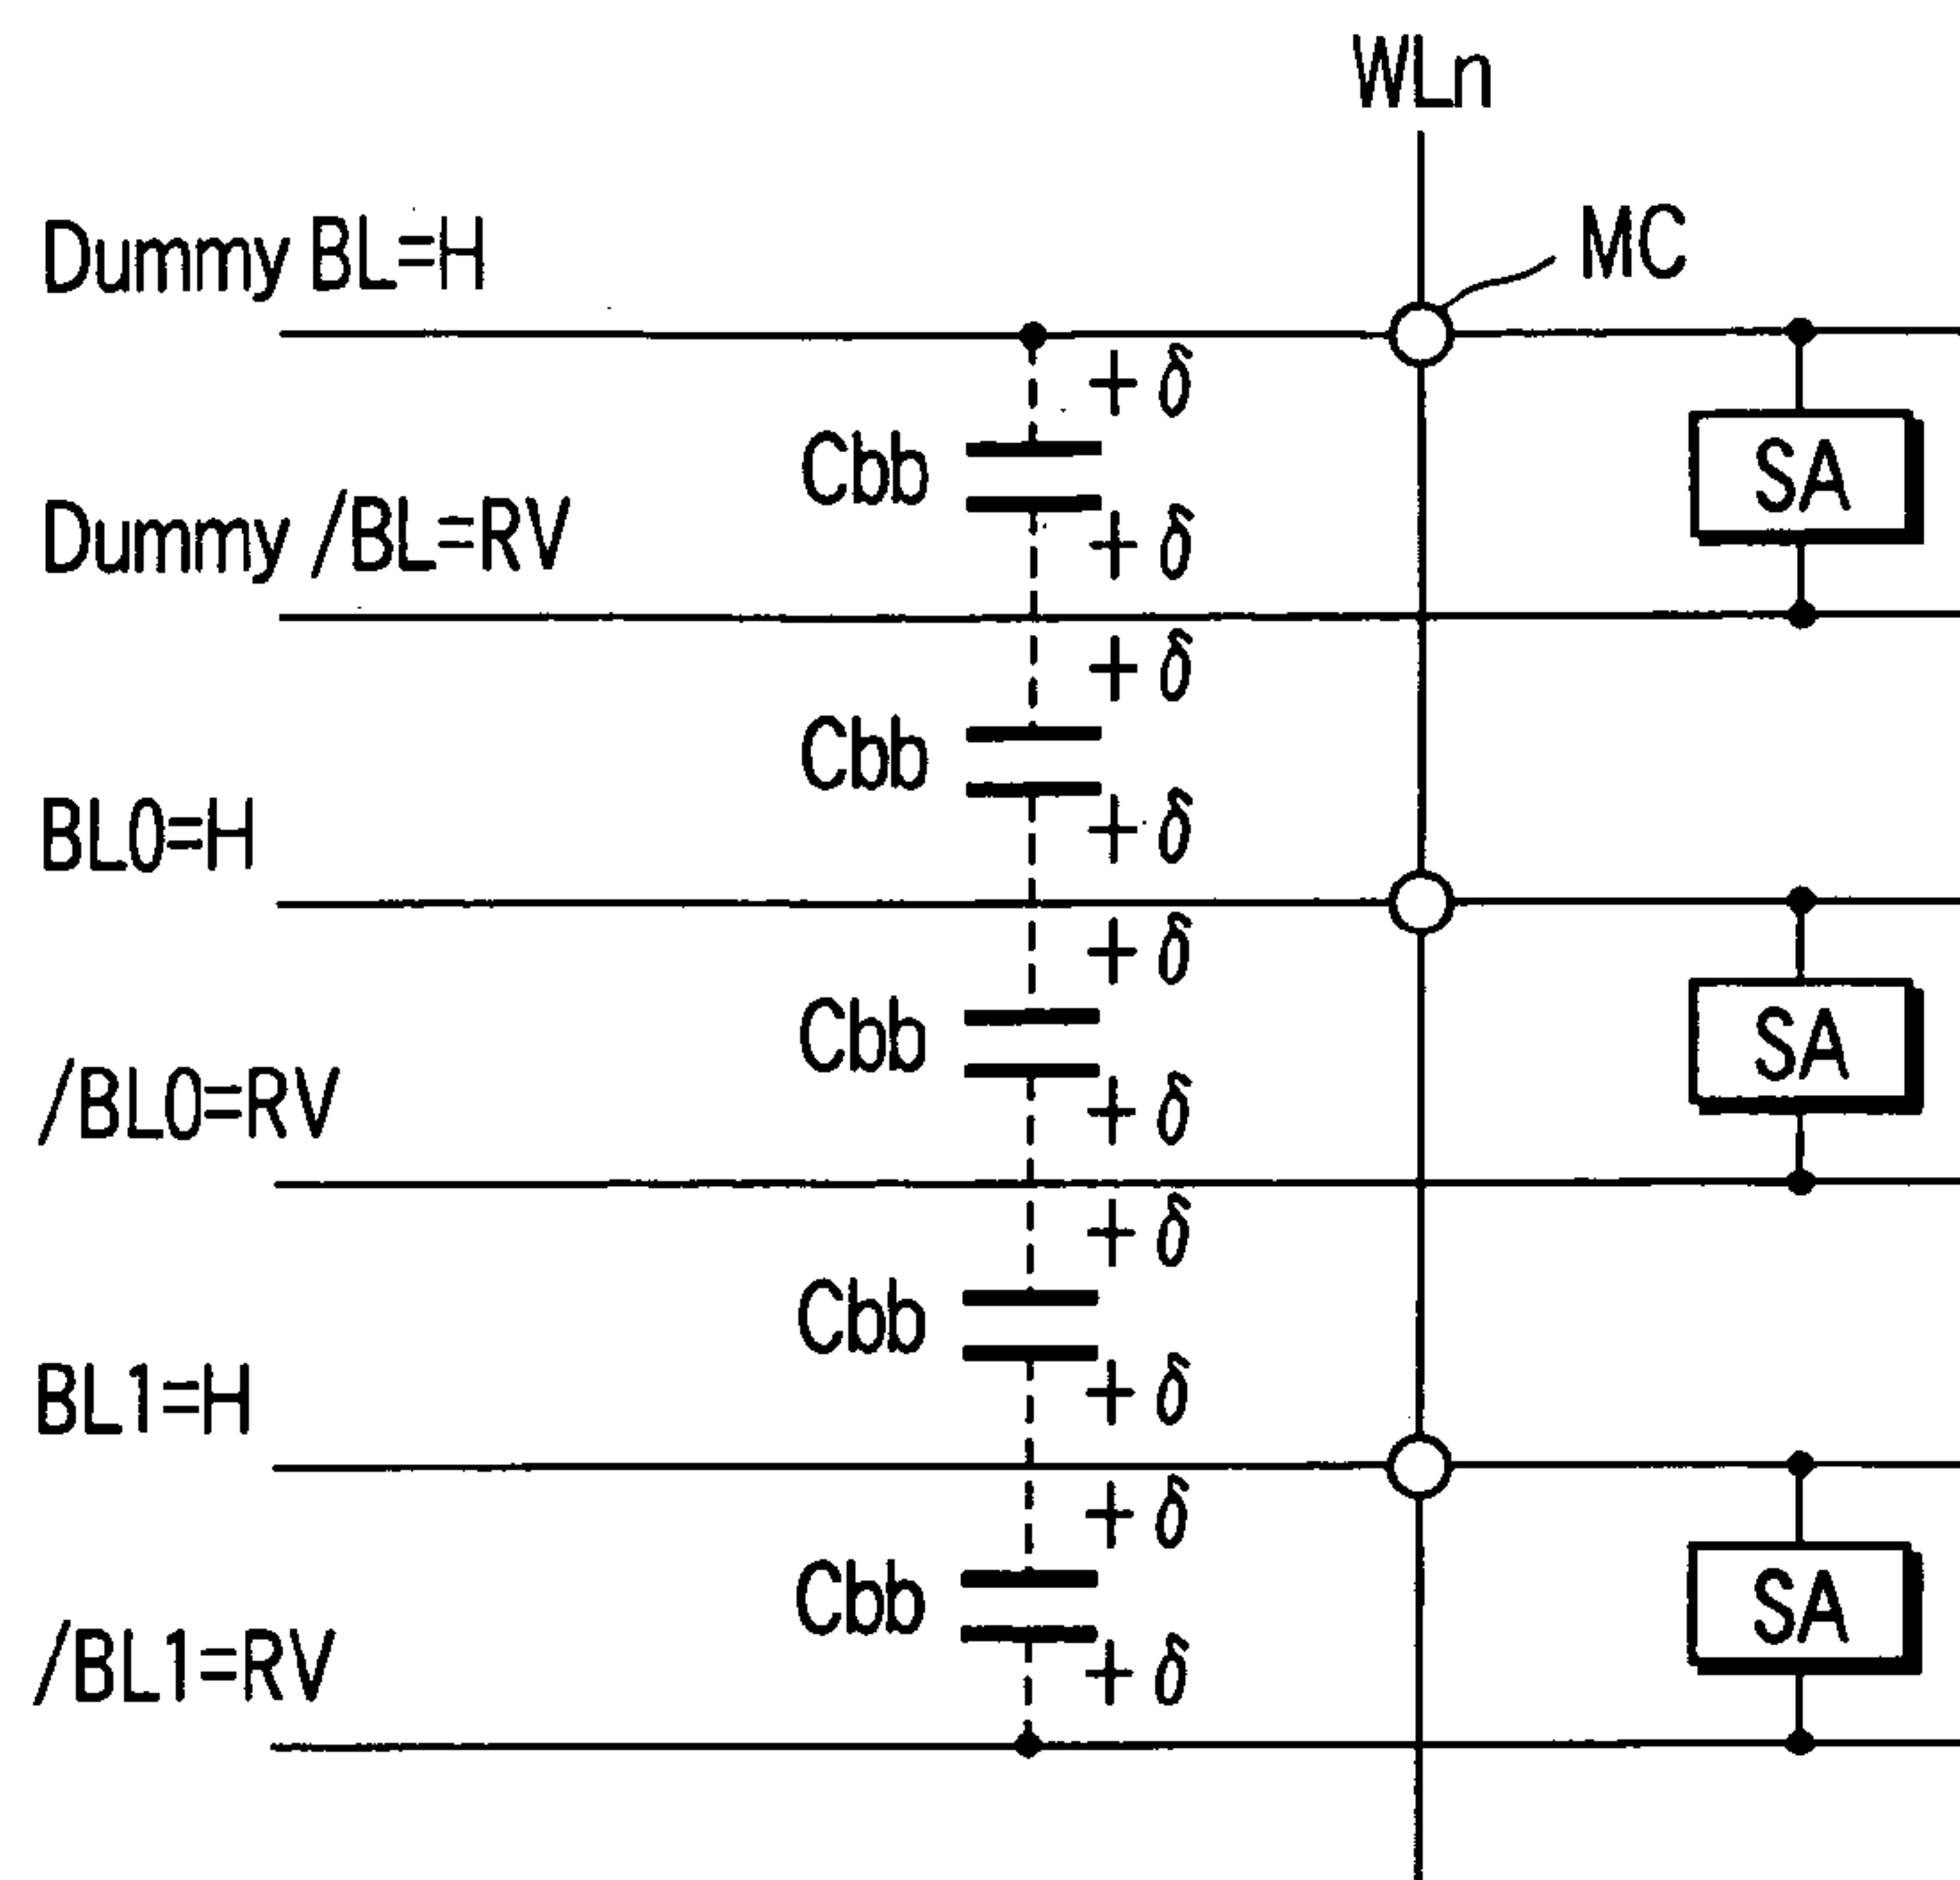 WLn
Dummy BL=H
MC
+ δ
Cbb
SA
Dummy /BL=RV
+ δ
+ δ
Cbb
BL0=H
+ δ
+ δ
Cbb
SA
/BL0=RV
+ δ
+ δ
Cbb
BL1=H
+ δ
+ δ
Cbb
SA
/BL1=RV
+ δ